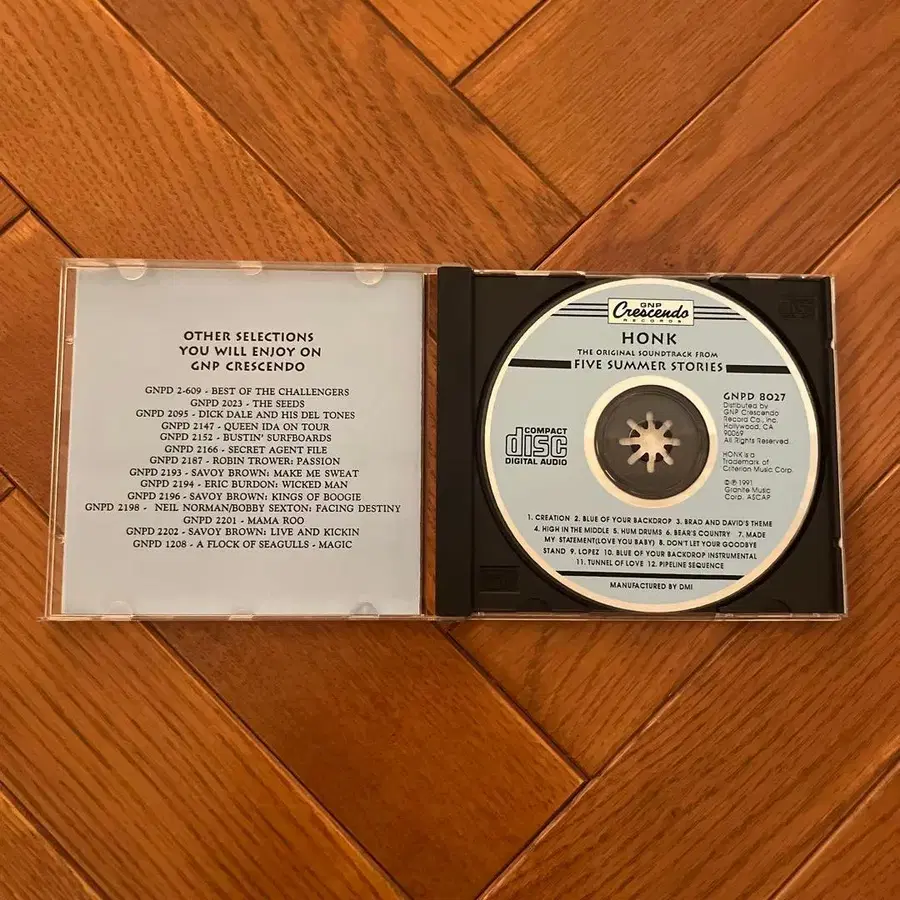 OTHER SELECTIONS
YOU WILL ENJOY ON
GNP CRESCENDO
GNPD 2-609 - BEST OF THE CHALLENGERS
GNPD 2023 - THE SEEDS
GNPD 2095 - DICK DALE AND HIS DEL TONES
GNPD 2147 - QUEEN IDA ON TOUR
GNPD 2152 - BUSTIN' SURFBOARDS
GNPD 2166 - SECRET AGENT FILE
GNPD 2187 - ROBIN TROWER: PASSION
GNPD 2193 - SAVOY BROWN: MAKE ME SWEAT
GNPD 2194 - ERIC BURDON: WICKED MAN
GNPD 2196 - SAVOY BROWN: KINGS OF BOOGIE
GNPD 2198 - NEIL NORMAN/BOBBY SEXTON: FACING DESTINY
GNPD 2201 - MAMA ROO
GNPD 2202 - SAVOY BROWN: LIVE AND KICKIN
GNPD 1208 - A FLOCK OF SEAGULLS - MAGIC
GNP
Crescendo
RECORDS
HONK
THE ORIGINAL SOUNDTRACK FROM
FIVE SUMMER STORIES
COMPACT
disc
DIGITAL AUDIO
GNPD 8027
Distributed by
GNP Crescendo
Record Co., Inc.
Hollywood, CA
90069
All Rights Reserved.
HONK is a
Trademark of
Criterion Music Corp.
©℗ 1991
Granite Music
Corp. ASCAP
1. CREATION 2. BLUE OF YOUR BACKDROP 3. BRAD AND DAVID'S THEME
4. HIGH IN THE MIDDLE 5. HUM DRUMS 6. BEAR'S COUNTRY 7. MADE
MY STATEMENT(LOVE YOU BABY) 8. DON'T LET YOUR GOODBYE
STAND 9. LOPEZ 10. BLUE OF YOUR BACKDROP INSTRUMENTAL
11. TUNNEL OF LOVE 12. PIPELINE SEQUENCE
MANUFACTURED BY DMI